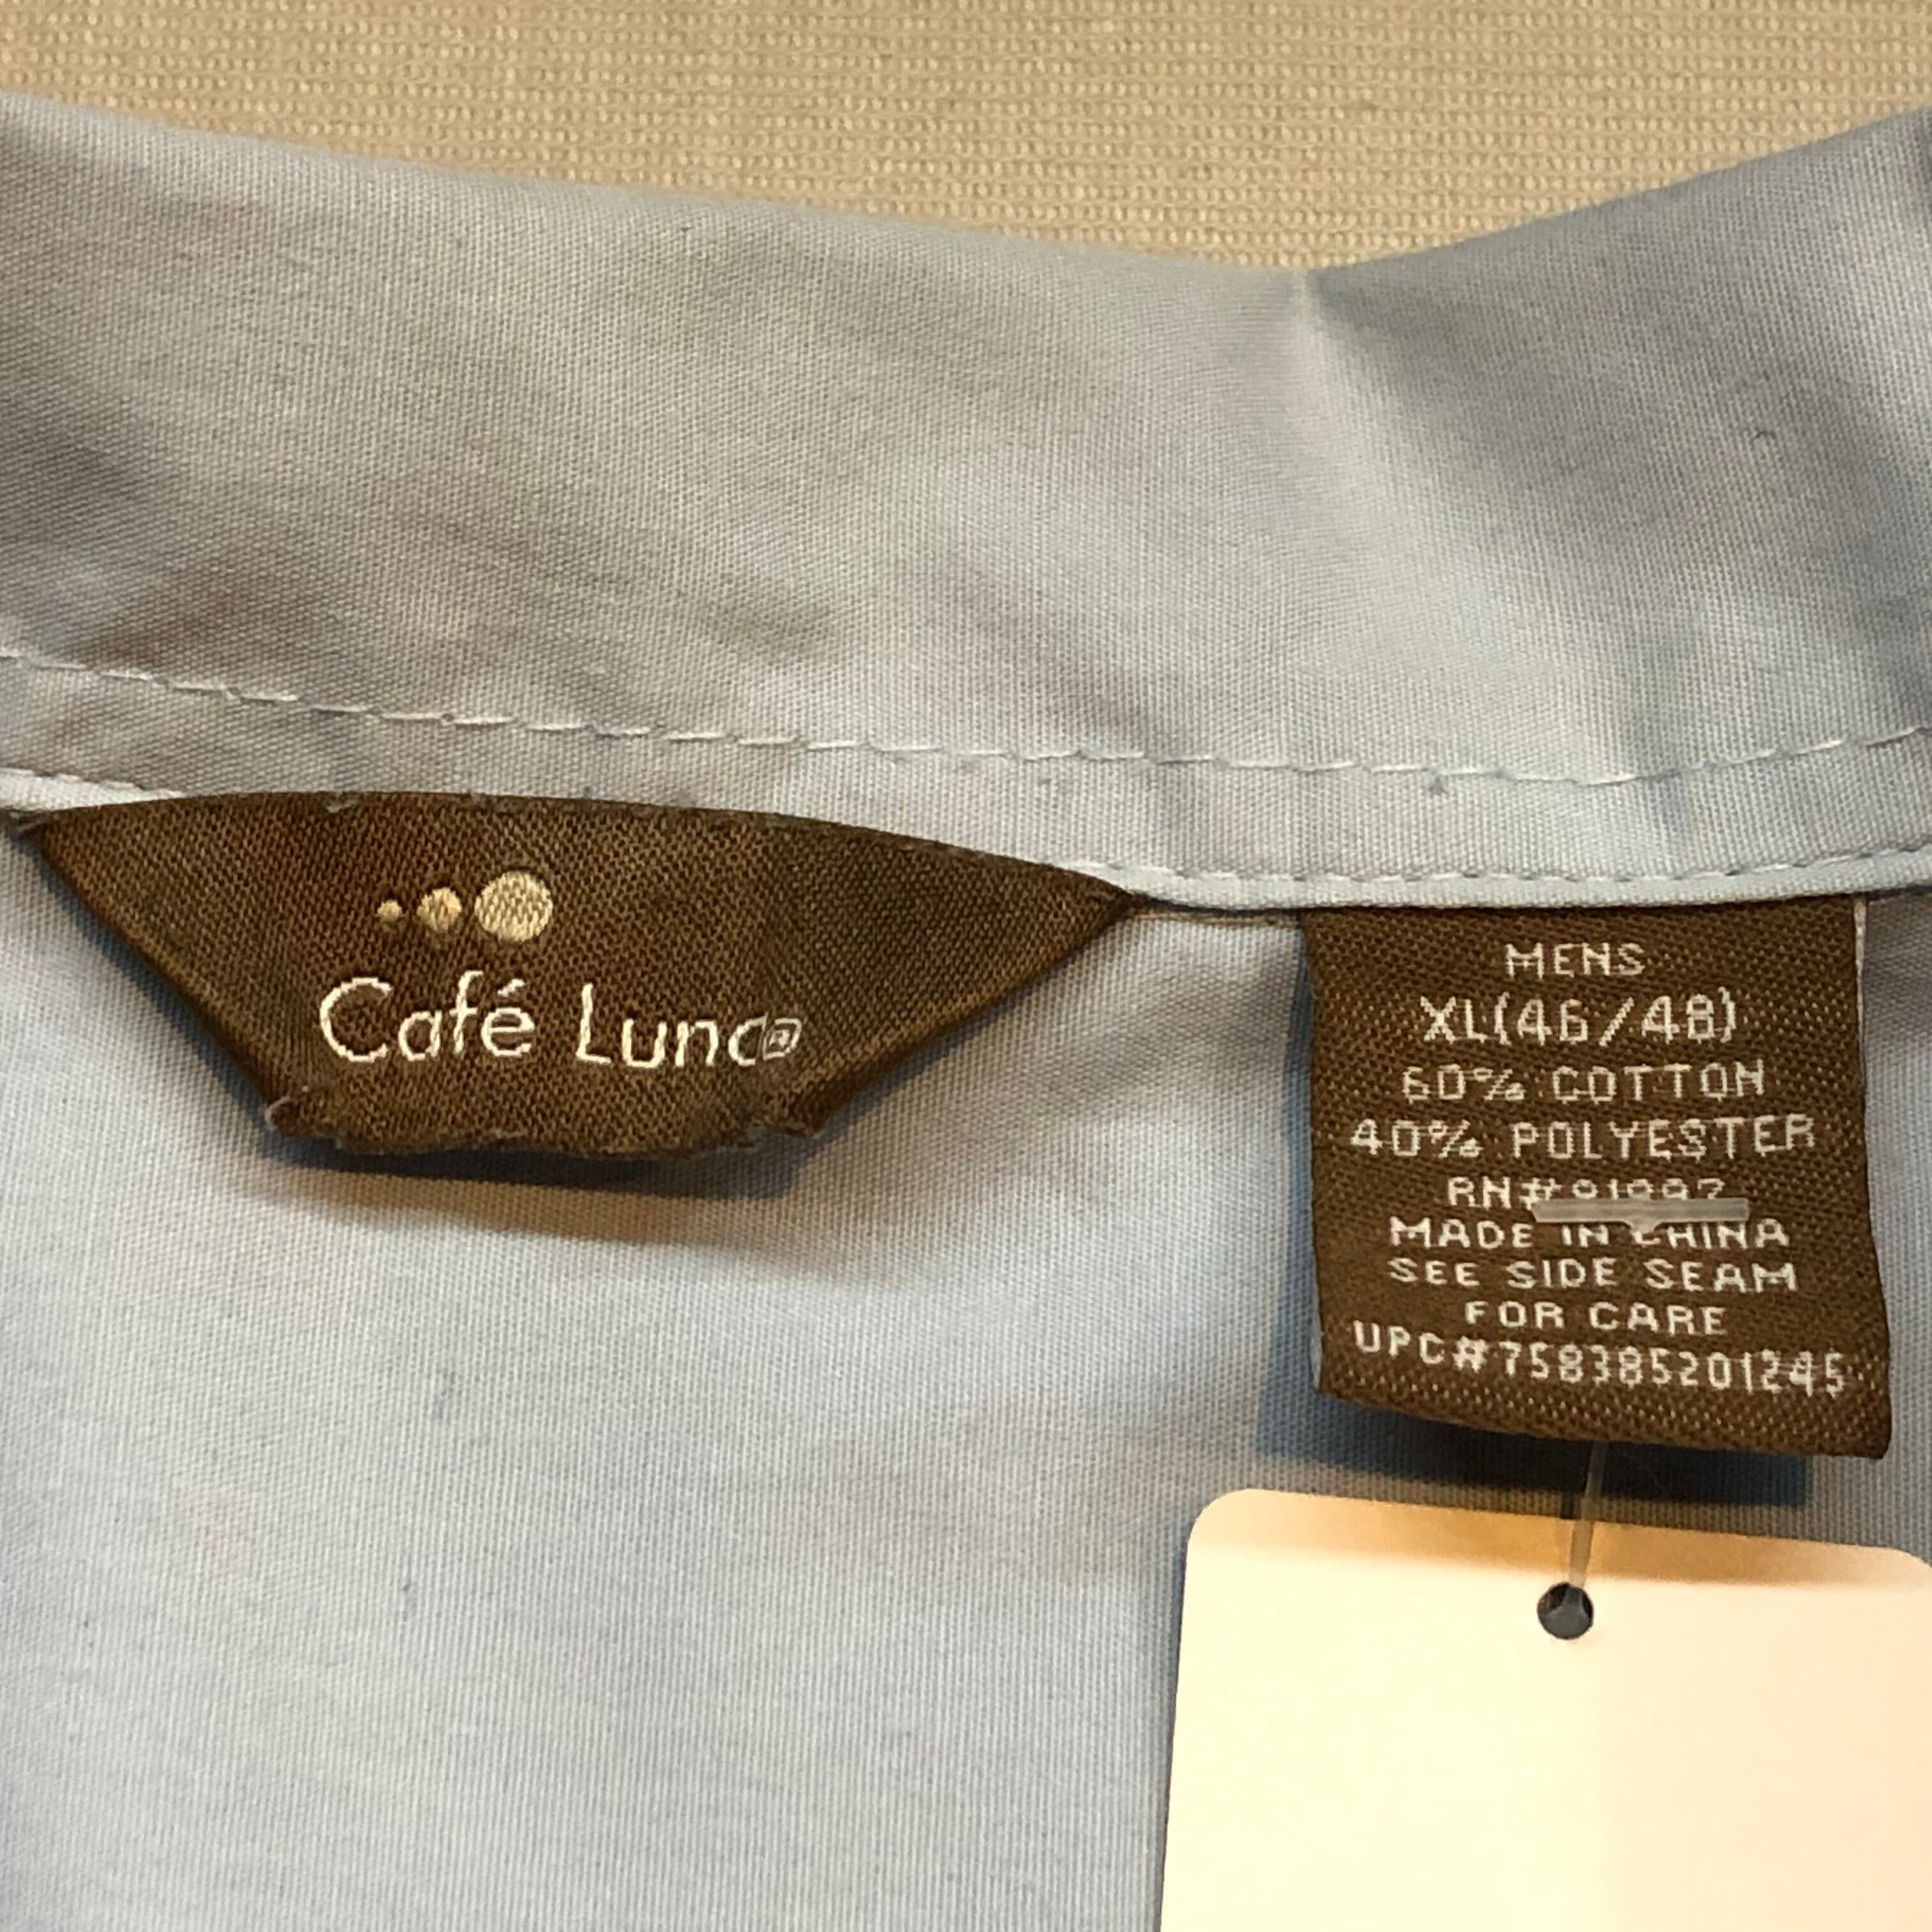 Café Luna®
MENS
XL(46/48)
60% COTTON
40% POLYESTER
MADE IN CHINA
SEE SIDE SEAM
FOR CARE
UPC#758385201245